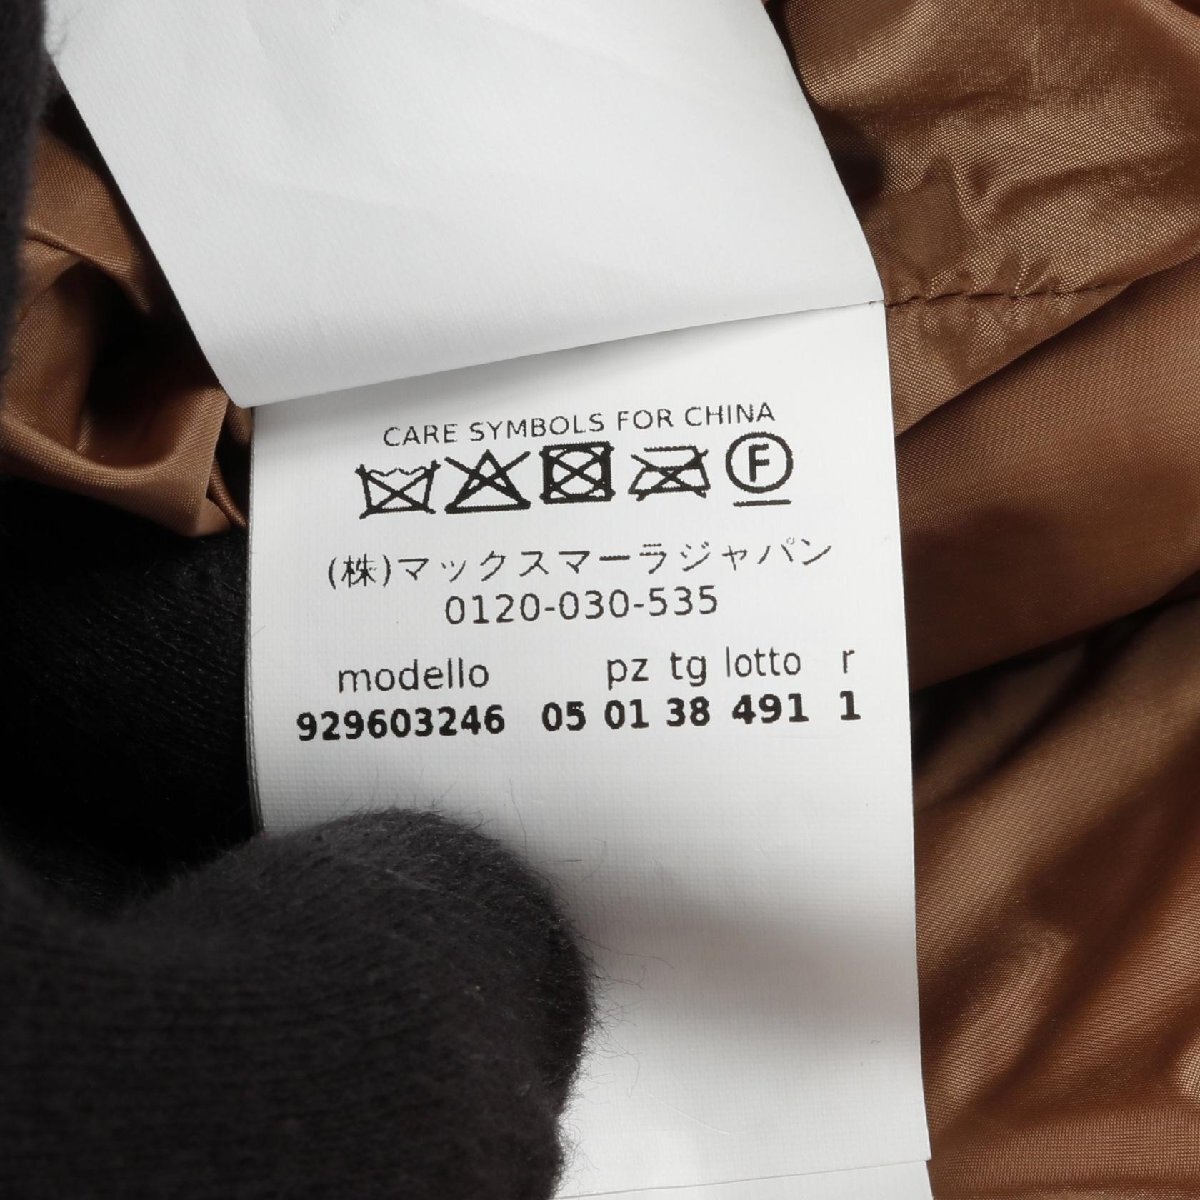 CARE SYMBOLS FOR CHINA
F
(株)マックスマーラジャパン
0120-030-535
modello pz tg lotto r
929603246 05 01 38 491 1